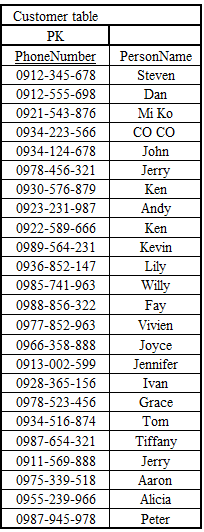 Customer table
PK
PhoneNumber PersonName
0912-345-678 Steven
0912-555-698 Dan
0921-543-876 Mi Ko
0934-223-566 CO CO
0934-124-678 John
0978-456-321 Jerry
0930-576-879 Ken
0923-231-987 Andy
0922-589-666 Ken
0989-564-231 Kevin
0936-852-147 Lily
0985-741-963 Willy
0988-856-322 Fay
0977-852-963 Vivien
0966-358-888 Joyce
0913-002-599 Jennifer
0928-365-156 Ivan
0978-523-456 Grace
0934-516-874 Tom
0987-654-321 Tiffany
0911-569-888 Jerry
0975-339-518 Aaron
0955-239-966 Alicia
0987-945-978 Peter